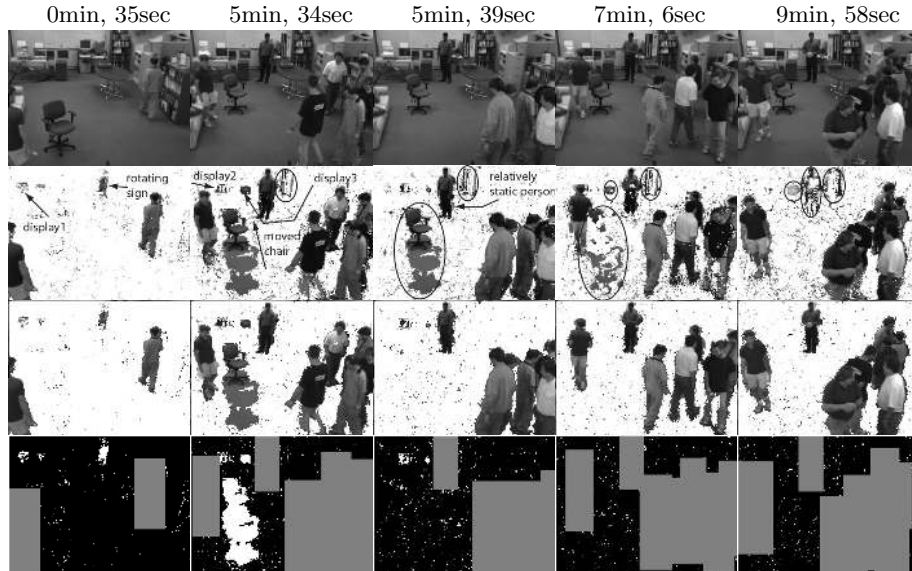 0min, 35sec 5min, 34sec 5min, 39sec 7min, 6sec 9min, 58sec
rotating sign
display1
display2
display3
moved chair
relatively static person